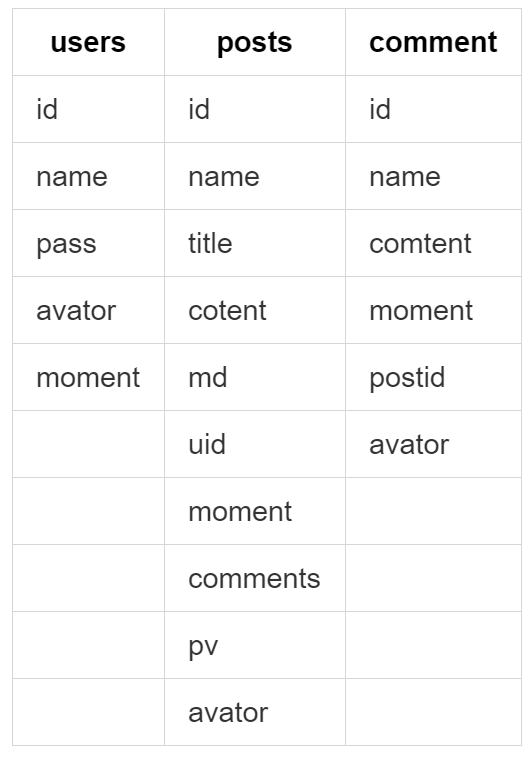 users posts comment
id id id
name name name
pass title comtent
avator cotent moment
moment md postid
uid avator
moment
comments
pv
avator